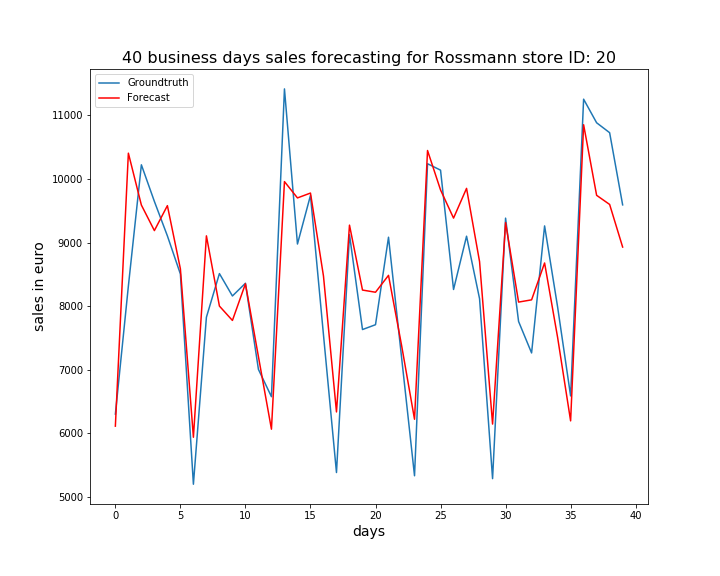 40 business days sales forecasting for Rossmann store ID: 20
Groundtruth
Forecast
11000
10000
9000
8000
7000
6000
5000
sales in euro
0 5 10 15 20 25 30 35 40
days